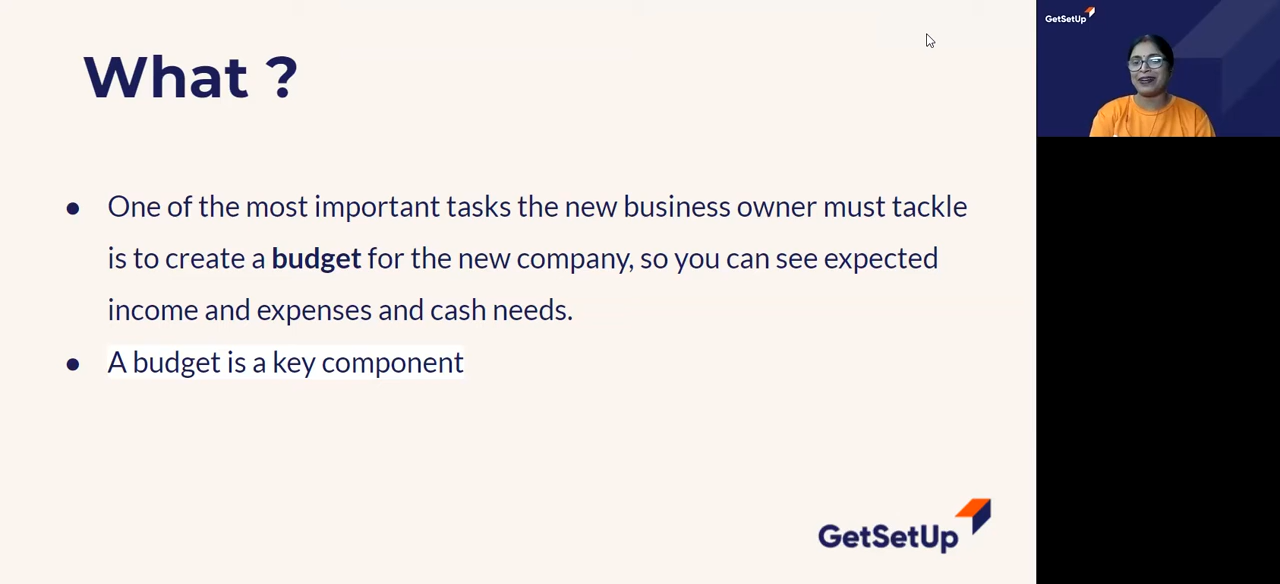 What ?
One of the most important tasks the new business owner must tackle
is to create a budget for the new company, so you can see expected
income and expenses and cash needs.
A budget is a key component
GetSetUp
GetSetUp